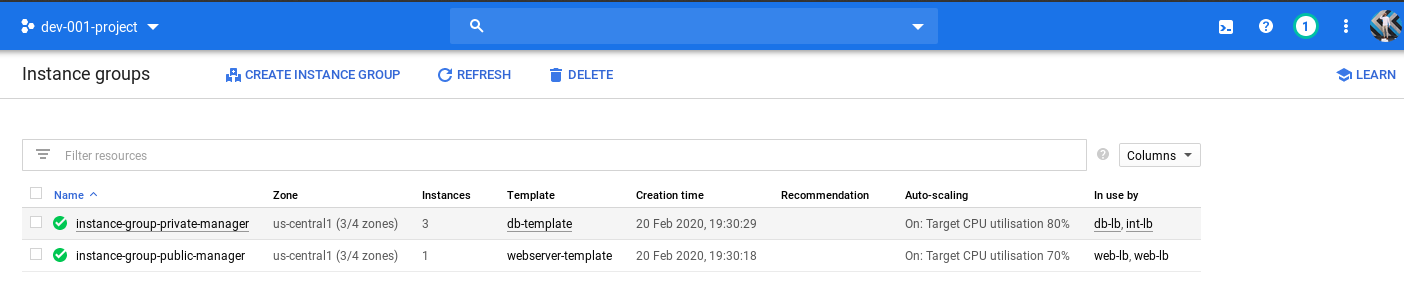 dev-001-project
1
Instance groups CREATE INSTANCE GROUP REFRESH DELETE LEARN
Filter resources Columns
Name Zone Instances Template Creation time Recommendation Auto-scaling In use by
instance-group-private-manager us-central1 (3/4 zones) 3 db-template 20 Feb 2020, 19:30:29 On: Target CPU utilisation 80% db-lb, int-lb
instance-group-public-manager us-central1 (3/4 zones) 1 webserver-template 20 Feb 2020, 19:30:18 On: Target CPU utilisation 70% web-lb, web-lb